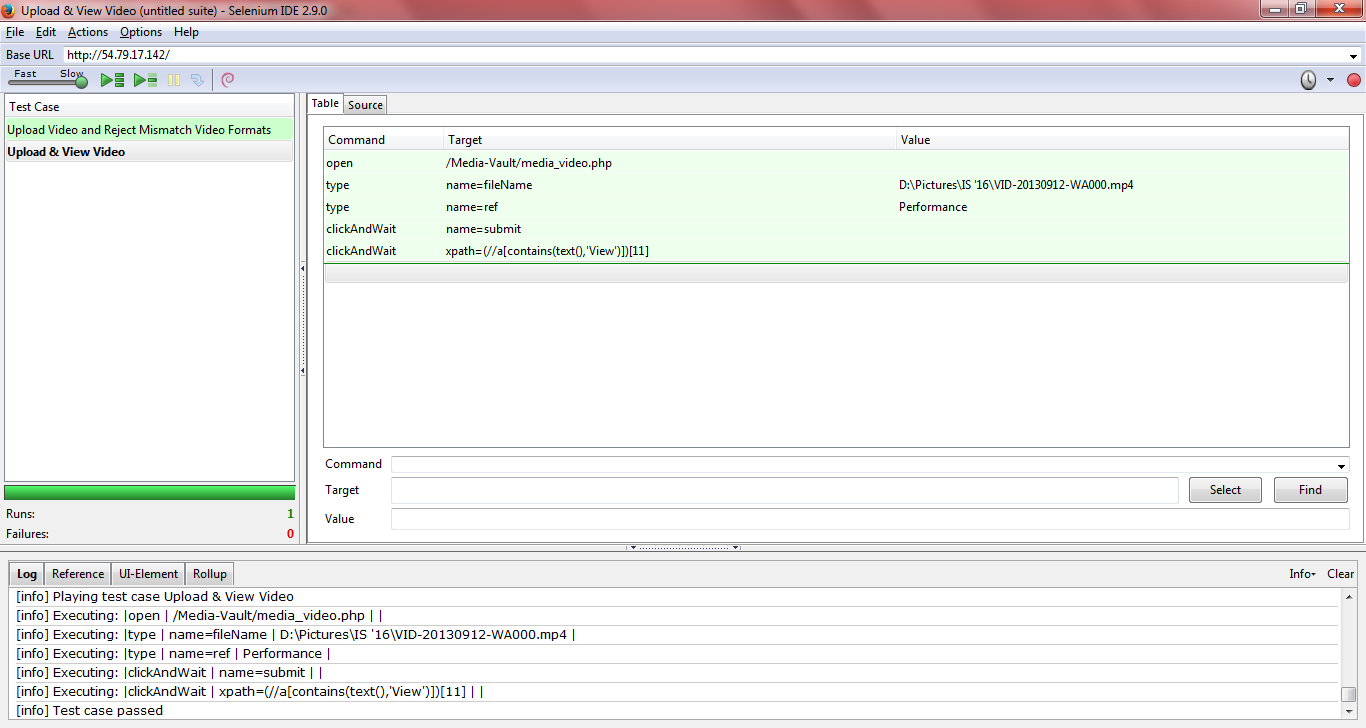 Upload & View Video (untitled suite) - Selenium IDE 2.9.0
File Edit Actions Options Help
Base URL http://54.79.17.142/
Fast Slow
Test Case
Upload Video and Reject Mismatch Video Formats
Upload & View Video
Table Source
Command Target Value
open /Media-Vault/media_video.php
type name=fileName D:\Pictures\IS '16\VID-20130912-WA000.mp4
type name=ref Performance
clickAndWait name=submit
clickAndWait xpath=(//a[contains(text(),'View')])[11]
Command
Target Select Find
Value
Runs: 1
Failures: 0
Log Reference UI-Element Rollup Info Clear
[info] Playing test case Upload & View Video
[info] Executing: |open | /Media-Vault/media_video.php | |
[info] Executing: |type | name=fileName | D:\Pictures\IS '16\VID-20130912-WA000.mp4 |
[info] Executing: |type | name=ref | Performance |
[info] Executing: |clickAndWait | name=submit | |
[info] Executing: |clickAndWait | xpath=(//a[contains(text(),'View')])[11] | |
[info] Test case passed